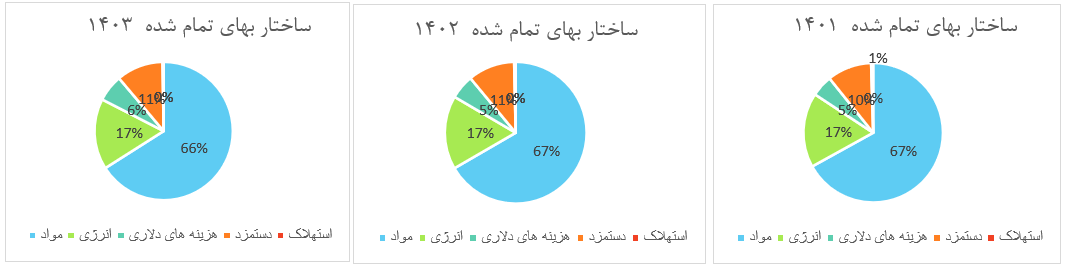 ساختار بهای تمام شده ۱۴۰۳
0%
11%
6%
17%
66%
مواد انرژی هزینه های دلاری دستمزد استهلاک
ساختار بهای تمام شده ۱۴۰۲
0%
11%
5%
17%
67%
مواد انرژی هزینه های دلاری دستمزد استهلاک
ساختار بهای تمام شده ۱۴۰۱
1%
0%
10%
5%
17%
67%
مواد انرژی هزینه های دلاری دستمزد استهلاک